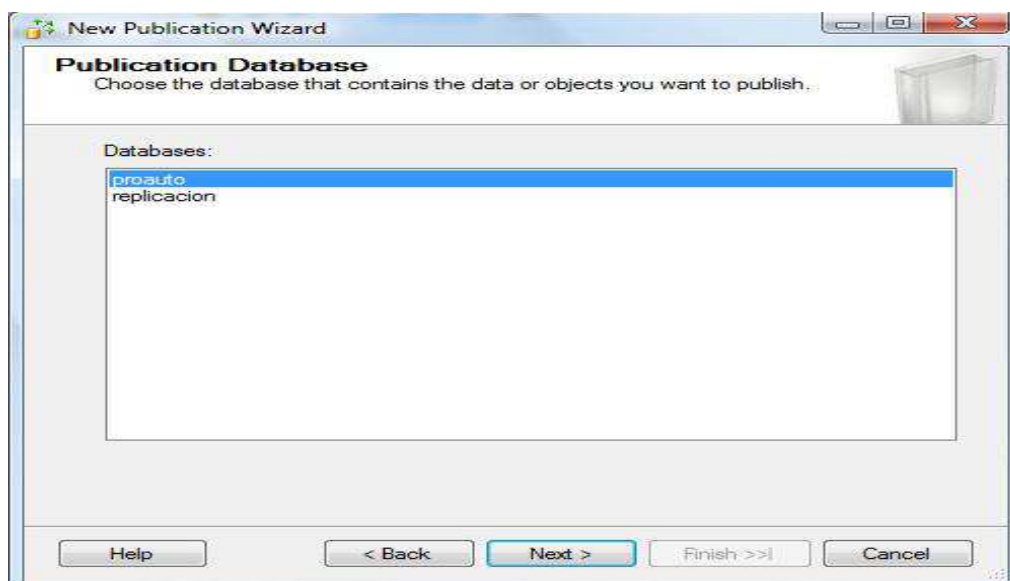 New Publication Wizard
Publication Database
Choose the database that contains the data or objects you want to publish.
Databases:
proauto
replicacion
Help
< Back
Next >
Finish >>|
Cancel